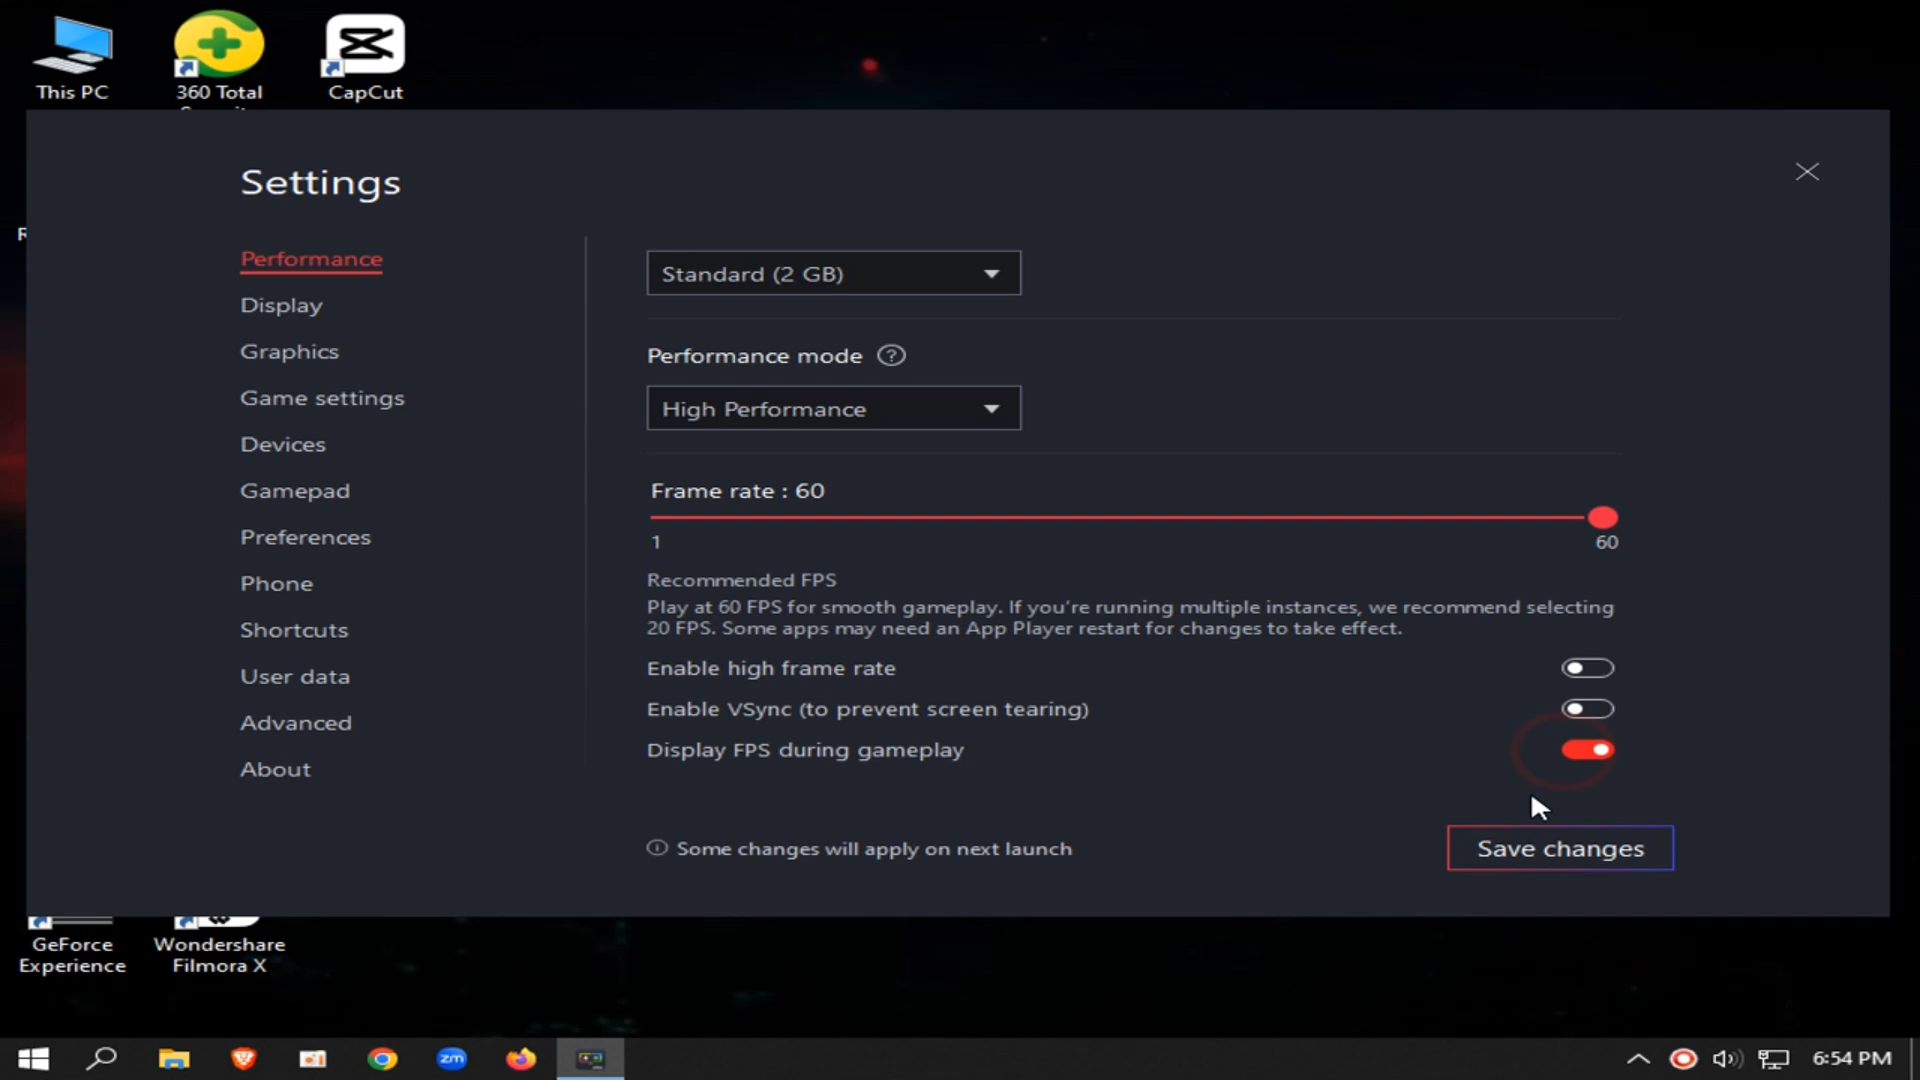 This PC
360 Total
CapCut
Settings
Performance
Display
Graphics
Game settings
Devices
Gamepad
Preferences
Phone
Shortcuts
User data
Advanced
About
Standard (2 GB)
Performance mode ?
High Performance
Frame rate : 60
1
60
Recommended FPS
Play at 60 FPS for smooth gameplay. If you're running multiple instances, we recommend selecting
20 FPS. Some apps may need an App Player restart for changes to take effect.
Enable high frame rate
Enable VSync (to prevent screen tearing)
Display FPS during gameplay
Some changes will apply on next launch
Save changes
GeForce
Experience
Wondershare
Filmora X
zm
6:54 PM